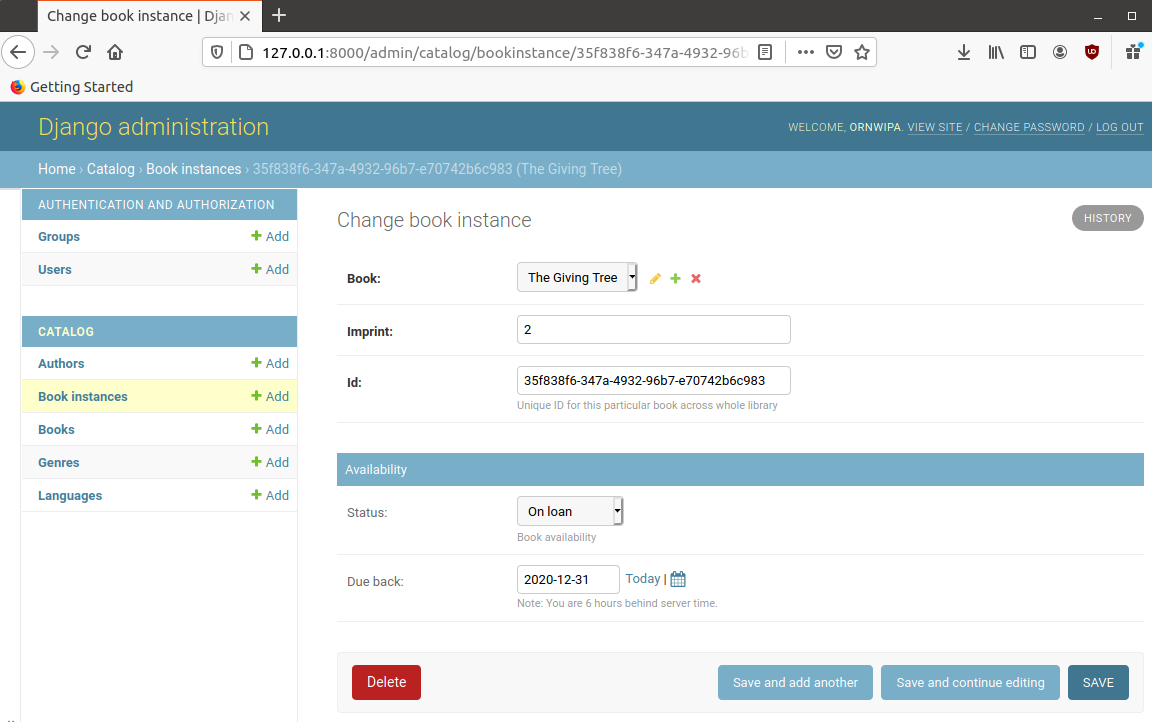 Change book instance | Djan
127.0.0.1:8000/admin/catalog/bookinstance/35f838f6-347a-4932-96b
Getting Started
Django administration
WELCOME, ORNWIPA. VIEW SITE / CHANGE PASSWORD / LOG OUT
Home › Catalog › Book instances › 35f838f6-347a-4932-96b7-e70742b6c983 (The Giving Tree)
AUTHENTICATION AND AUTHORIZATION
Groups + Add
Users + Add
CATALOG
Authors + Add
Book instances + Add
Books + Add
Genres + Add
Languages + Add
Change book instance
HISTORY
Book: The Giving Tree
Imprint: 2
Id: 35f838f6-347a-4932-96b7-e70742b6c983
Unique ID for this particular book across whole library
Availability
Status: On loan
Book availability
Due back: 2020-12-31 Today |
Note: You are 6 hours behind server time.
Delete Save and add another Save and continue editing SAVE